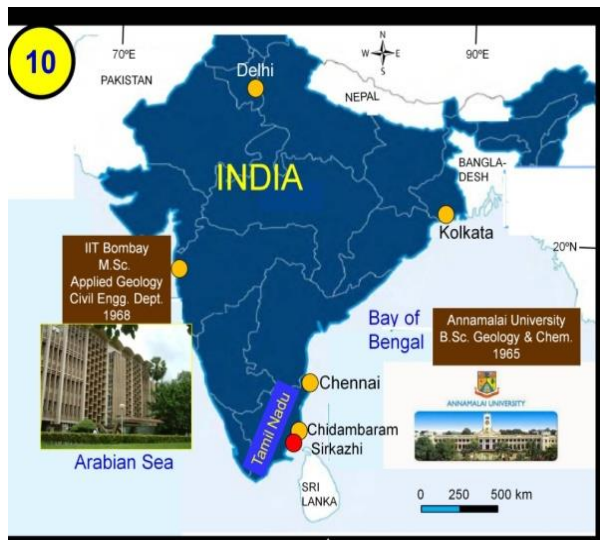 10
70°E
N
W E
S
90°E
PAKISTAN
Delhi
NEPAL
INDIA
BANGLA-
DESH
Kolkata
20°N
IIT Bombay
M.Sc.
Applied Geology
Civil Engg. Dept.
1968
Bay of
Bengal
Annamalai University
B.Sc. Geology & Chem.
1965
Chennai
ANNAMALAI UNIVERSITY
Tamil Nadu
Chidambaram
Sirkazhi
Arabian Sea
SRI
LANKA
0 250 500 km